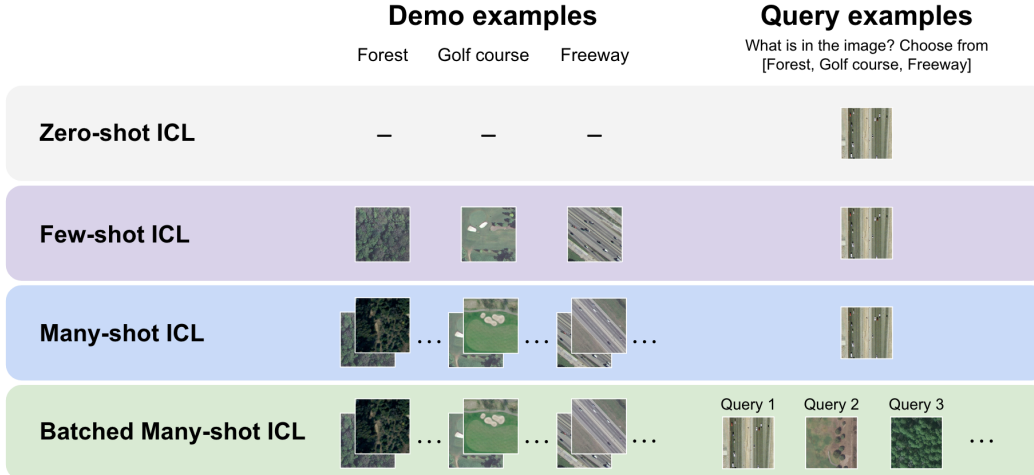 Demo examples
Query examples
What is in the image? Choose from
[Forest, Golf course, Freeway]
Forest Golf course Freeway
Zero-shot ICL – – –
Few-shot ICL
Many-shot ICL ... ... ...
Query 1 Query 2 Query 3
Batched Many-shot ICL ... ... ... ...